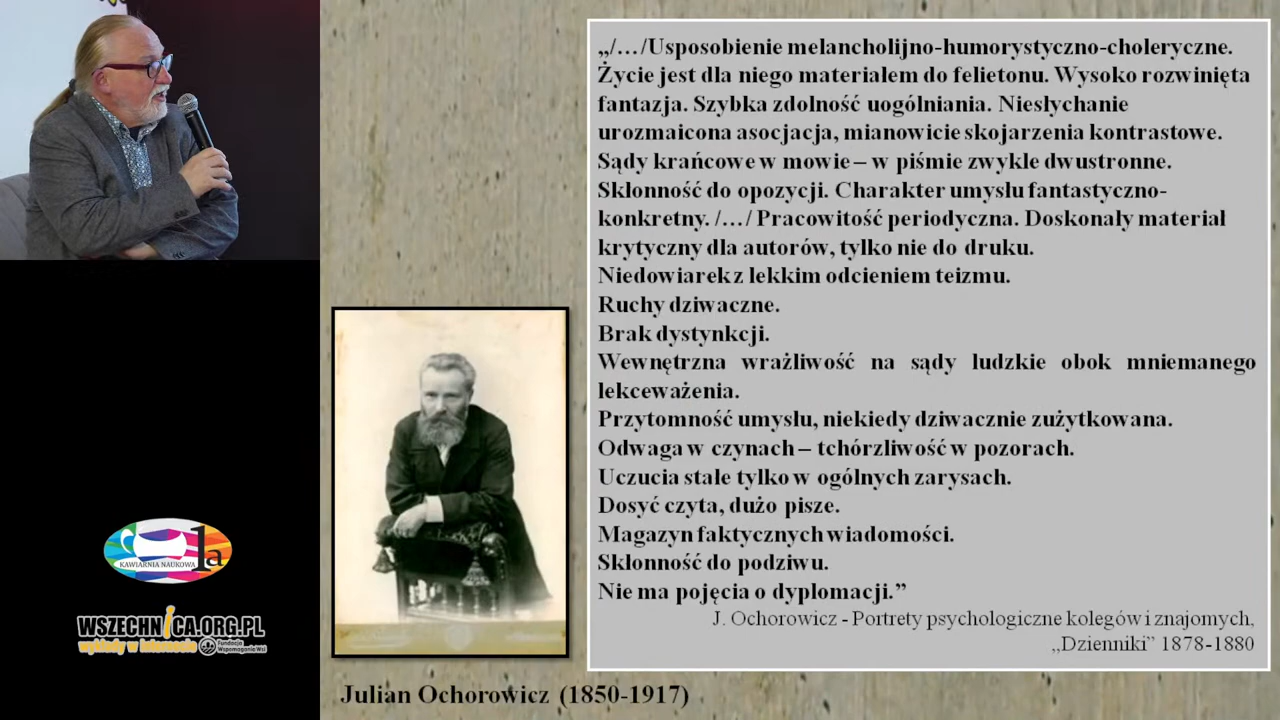 „/…/Usposobienie melancholijno-humorystyczno-choleryczne.
Życie jest dla niego materiałem do felietonu. Wysoko rozwinięta
fantazja. Szybka zdolność uogólniania. Niesłychanie
urozmaicona asocjacja, mianowicie skojarzenia kontrastowe.
Sądy krańcowe w mowie – w piśmie zwykle dwustronne.
Skłonność do opozycji. Charakter umysłu fantastyczno-
konkretny. /…/ Pracowitość periodyczna. Doskonały materiał
krytyczny dla autorów, tylko nie do druku.
Niedowiarek z lekkim odcieniem teizmu.
Ruchy dziwaczne.
Brak dystynkcji.
Wewnętrzna wrażliwość na sądy ludzkie obok mniemanego
lekceważenia.
Przytomność umysłu, niekiedy dziwacznie zużytkowana.
Odwaga w czynach – tchórzliwość w pozorach.
Uczucia stałe tylko w ogólnych zarysach.
Dosyć czyta, dużo pisze.
Magazyn faktycznych wiadomości.
Skłonność do podziwu.
Nie ma pojęcia o dyplomacji.”
J. Ochorowicz - Portrety psychologiczne kolegów i znajomych,
„Dzienniki” 1878-1880
Julian Ochorowicz (1850-1917)
KAWIARNIA NAUKOWA 1a
WSZECHNICA.ORG.PL
wykłady w internecie
Fundacja
Wspomagania Wsi